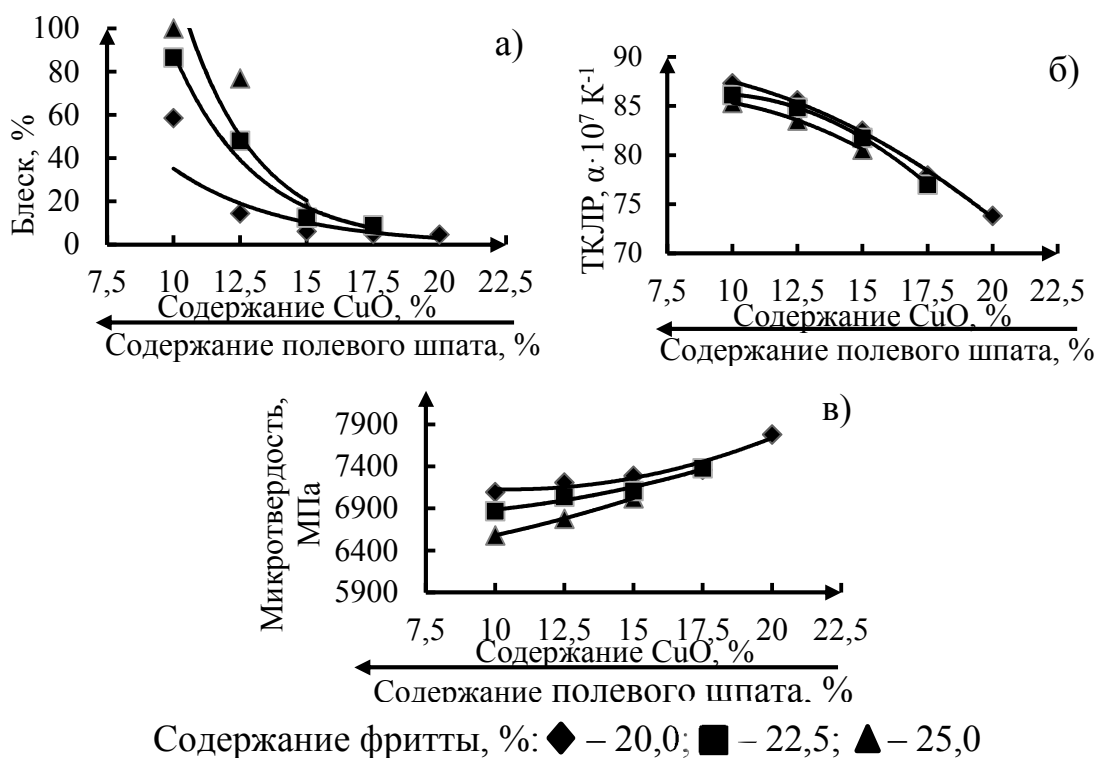 а)
Блеск, %
100
80
60
40
20
0
7,5 10 12,5 15 17,5 20 22,5
Содержание CuO, %
Содержание полевого шпата, %
б)
ТКЛР, α·10⁷ К⁻¹
90
85
80
75
70
7,5 10 12,5 15 17,5 20 22,5
Содержание CuO, %
Содержание полевого шпата, %
в)
Микротвердость,
МПа
7900
7400
6900
6400
5900
7,5 10 12,5 15 17,5 20 22,5
Содержание CuO, %
Содержание полевого шпата, %
Содержание фритты, %: ◆ – 20,0; ■ – 22,5; ▲ – 25,0